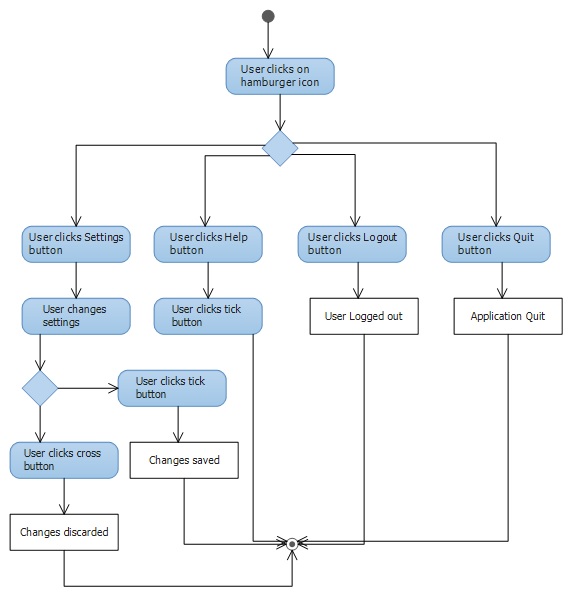 User clicks on
hamburger icon
User clicks Settings
button
User clicks Help
button
User clicks Logout
button
User clicks Quit
button
User changes
settings
User clicks tick
button
User Logged out
Application Quit
User clicks tick
button
User clicks cross
button
Changes saved
Changes discarded